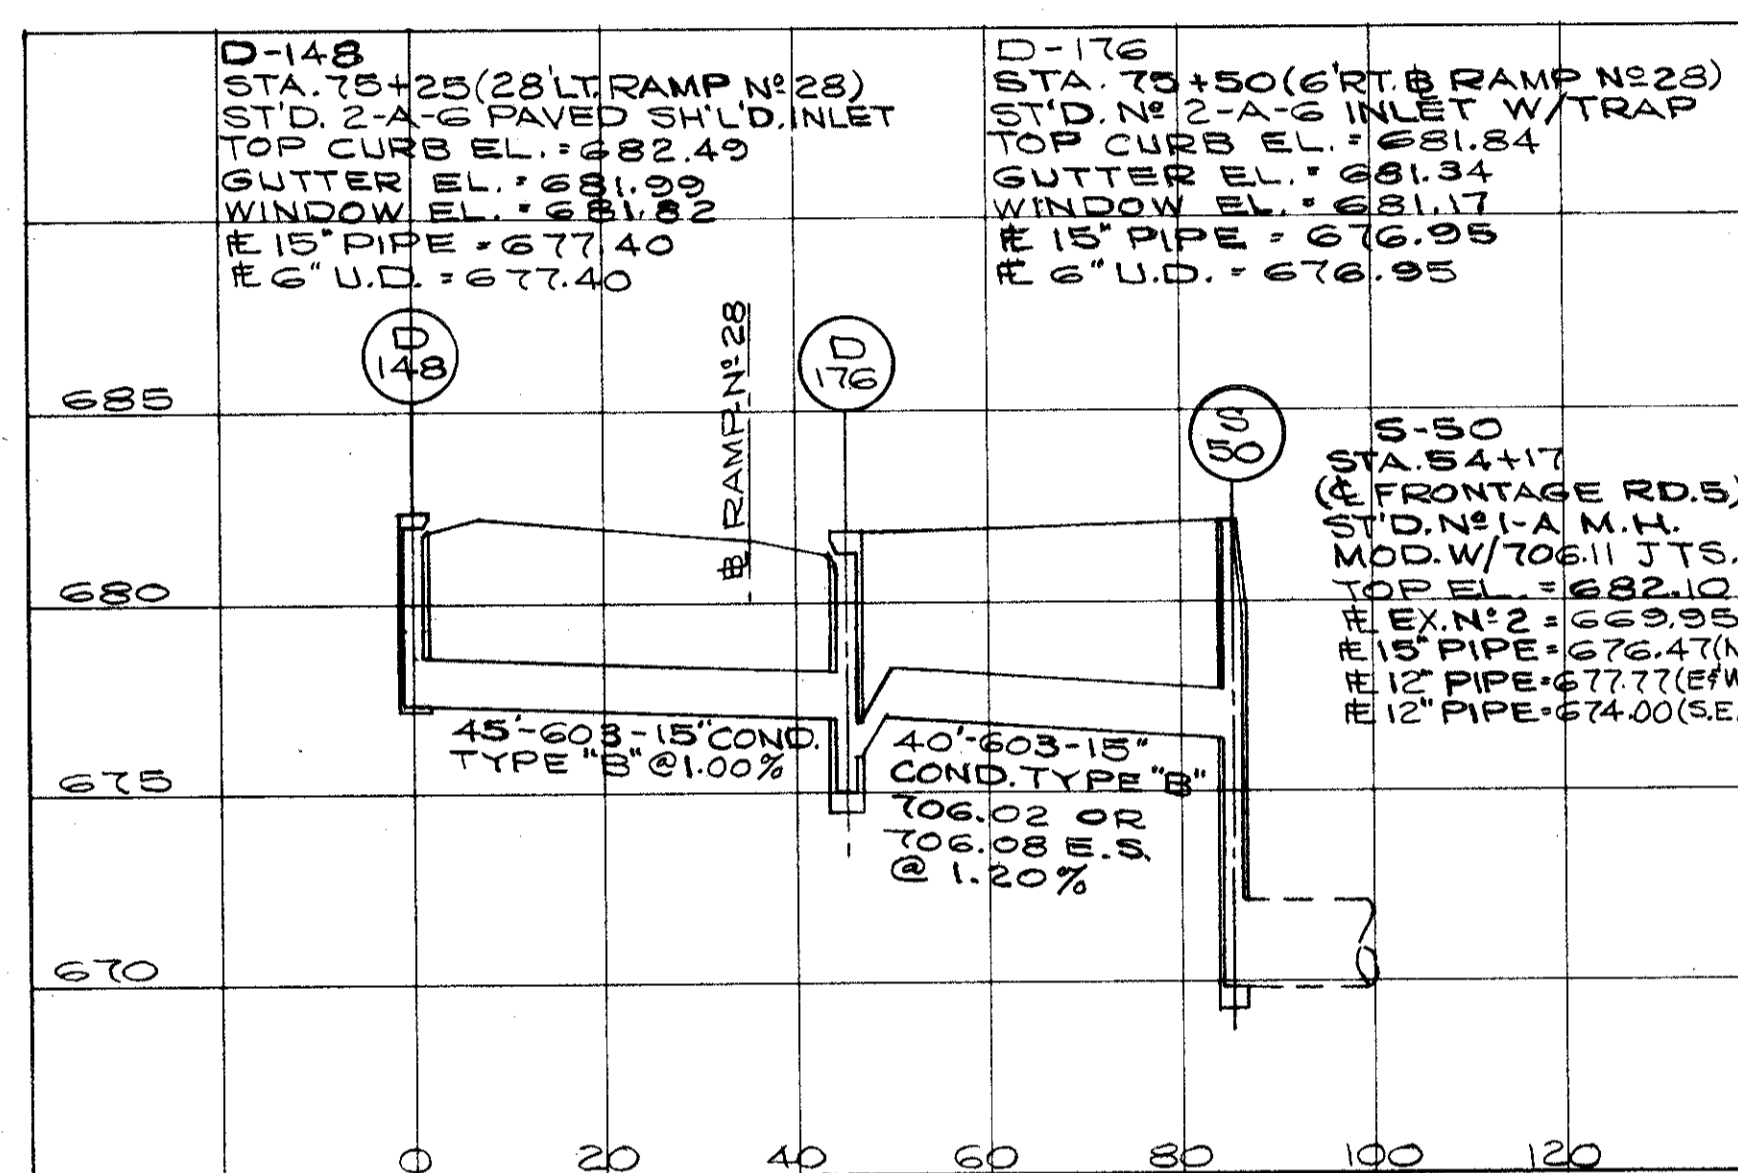 D-148
STA. 75+25 (28' LT. RAMP Nº 28)
ST'D. 2-A-6 PAVED SH'L'D. INLET
TOP CURB EL. = 682.49
GUTTER EL. = 681.99
WINDOW EL. = 681.82
℄ 15" PIPE = 677.40
℄ 6" U.D. = 677.40
D-176
STA. 75+50 (6' RT. ℄ RAMP Nº 28)
ST'D. Nº 2-A-6 INLET W/TRAP
TOP CURB EL. = 681.84
GUTTER EL. = 681.34
WINDOW EL. = 681.17
℄ 15" PIPE = 676.95
℄ 6" U.D. = 676.95
D
148
RAMP Nº 28
D
176
S
50
S-50
STA. 54+17
(℄ FRONTAGE RD. 5)
ST'D. Nº 1-A M.H.
MOD. W/706.11 JTS.
TOP EL. = 682.10
EX. Nº 2 = 669.95
15" PIPE = 676.47 (N
12" PIPE = 677.77 (E&W
12" PIPE = 674.00 (S.E.
45'-603-15" COND.
TYPE "B" @ 1.00%
40'-603-15"
COND. TYPE "B"
706.02 OR
706.08 E.S.
@ 1.20%
685
680
675
670
0 20 40 60 80 100 120